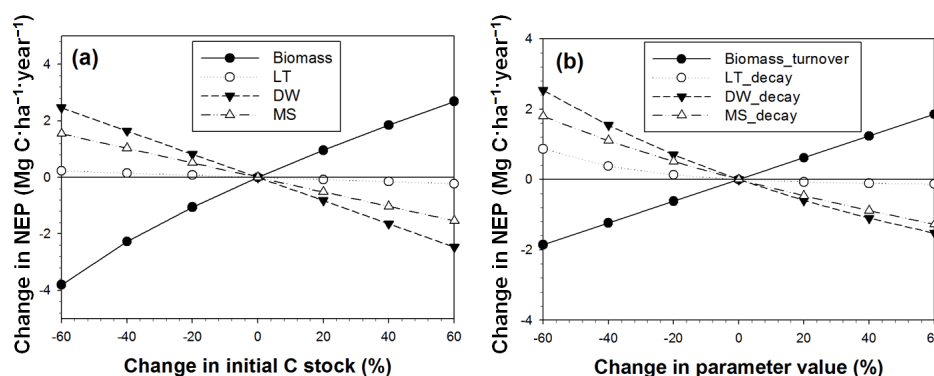 (a)
Biomass
LT
DW
MS
4
2
0
-2
-4
-60 -40 -20 0 20 40 60
Change in NEP (Mg C·ha⁻¹·year⁻¹)
Change in initial C stock (%)
(b)
Biomass_turnover
LT_decay
DW_decay
MS_decay
4
2
0
-2
-4
-60 -40 -20 0 20 40 60
Change in NEP (Mg C·ha⁻¹·year⁻¹)
Change in parameter value (%)